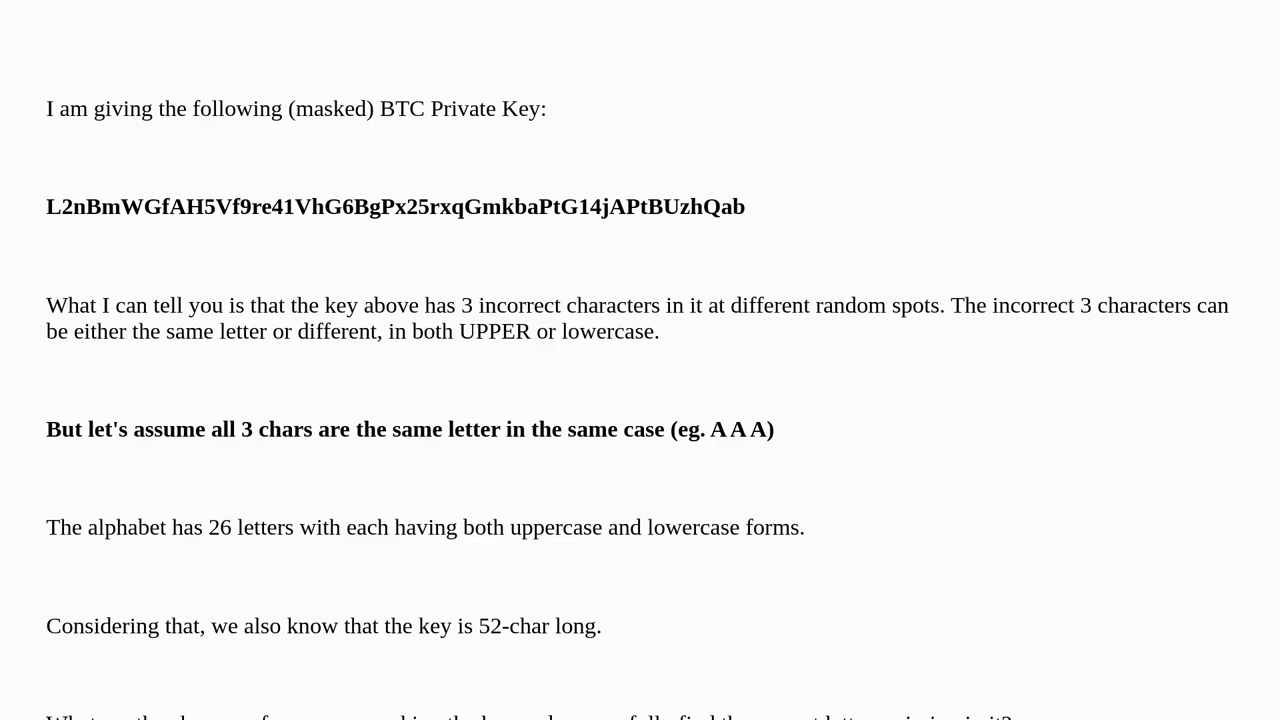 I am giving the following (masked) BTC Private Key:
L2nBmWGfAH5Vf9re41VhG6BgPx25rxqGmkbaPtG14jAPtBUzhQab
What I can tell you is that the key above has 3 incorrect characters in it at different random spots. The incorrect 3 characters can
be either the same letter or different, in both UPPER or lowercase.
But let's assume all 3 chars are the same letter in the same case (eg. A A A)
The alphabet has 26 letters with each having both uppercase and lowercase forms.
Considering that, we also know that the key is 52-char long.